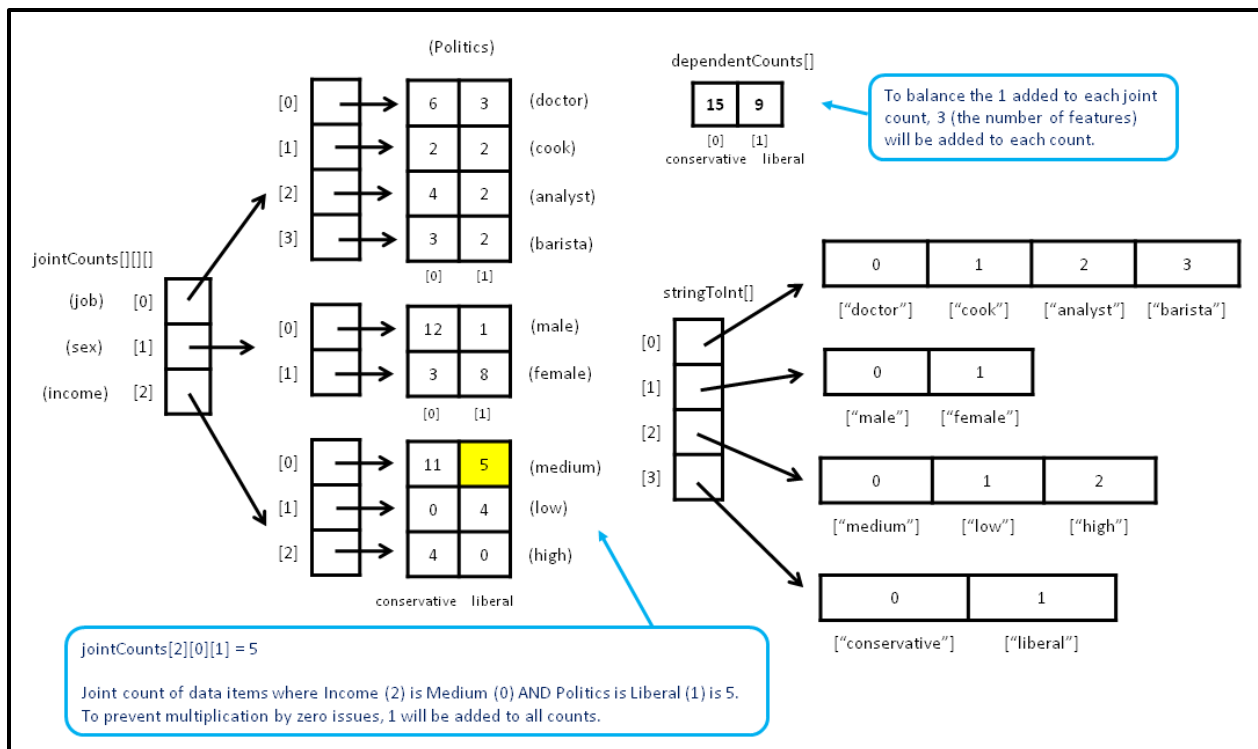 (Politics)
[0] 6 3 (doctor)
[1] 2 2 (cook)
[2] 4 2 (analyst)
[3] 3 2 (barista)
[0] [1]
jointCounts[][][]
(job) [0]
(sex) [1]
(income) [2]
[0] 12 1 (male)
[1] 3 8 (female)
[0] [1]
[0] 11 5 (medium)
[1] 0 4 (low)
[2] 4 0 (high)
conservative liberal
jointCounts[2][0][1] = 5
Joint count of data items where Income (2) is Medium (0) AND Politics is Liberal (1) is 5.
To prevent multiplication by zero issues, 1 will be added to all counts.
dependentCounts[]
15 9
[0] [1]
conservative liberal
To balance the 1 added to each joint
count, 3 (the number of features)
will be added to each count.
stringToInt[]
[0]
[1]
[2]
[3]
0 1 2 3
[“doctor”] [“cook”] [“analyst”] [“barista”]
0 1
[“male”] [“female”]
0 1 2
[“medium”] [“low”] [“high”]
0 1
[“conservative”] [“liberal”]